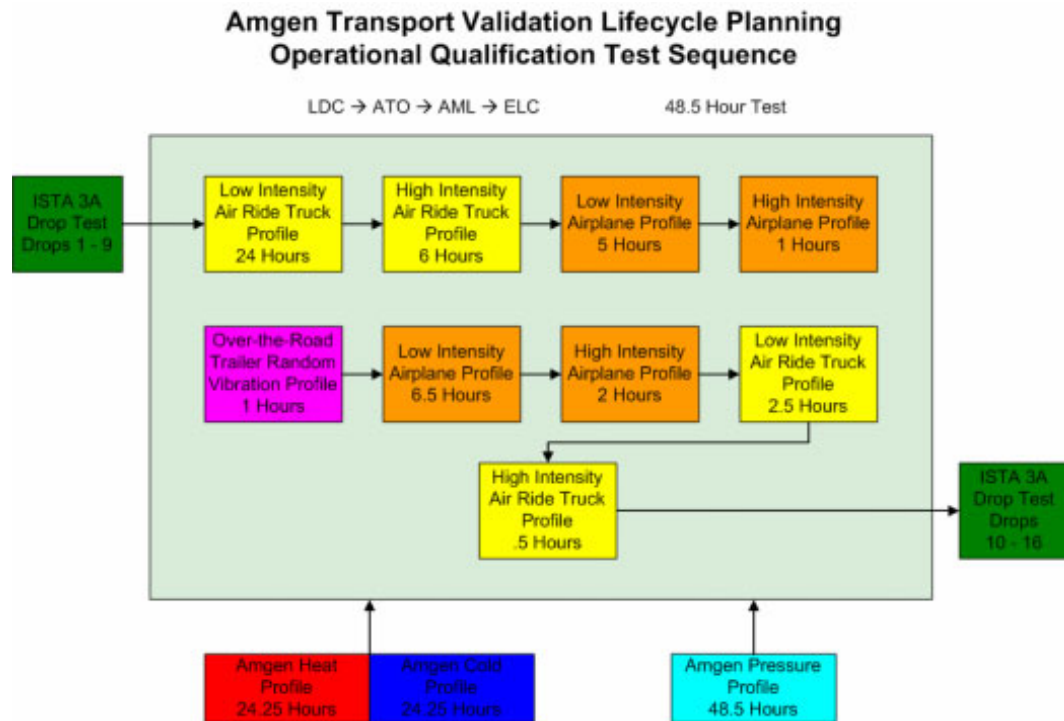 Amgen Transport Validation Lifecycle Planning
Operational Qualification Test Sequence
LDC → ATO → AML → ELC
48.5 Hour Test
ISTA 3A
Drop Test
Drops 1 - 9
Low Intensity
Air Ride Truck
Profile
24 Hours
High Intensity
Air Ride Truck
Profile
6 Hours
Low Intensity
Airplane Profile
5 Hours
High Intensity
Airplane Profile
1 Hours
Over-the-Road
Trailer Random
Vibration Profile
1 Hours
Low Intensity
Airplane Profile
6.5 Hours
High Intensity
Airplane Profile
2 Hours
Low Intensity
Air Ride Truck
Profile
2.5 Hours
High Intensity
Air Ride Truck
Profile
.5 Hours
ISTA 3A
Drop Test
Drops
10 - 16
Amgen Heat
Profile
24.25 Hours
Amgen Cold
Profile
24.25 Hours
Amgen Pressure
Profile
48.5 Hours